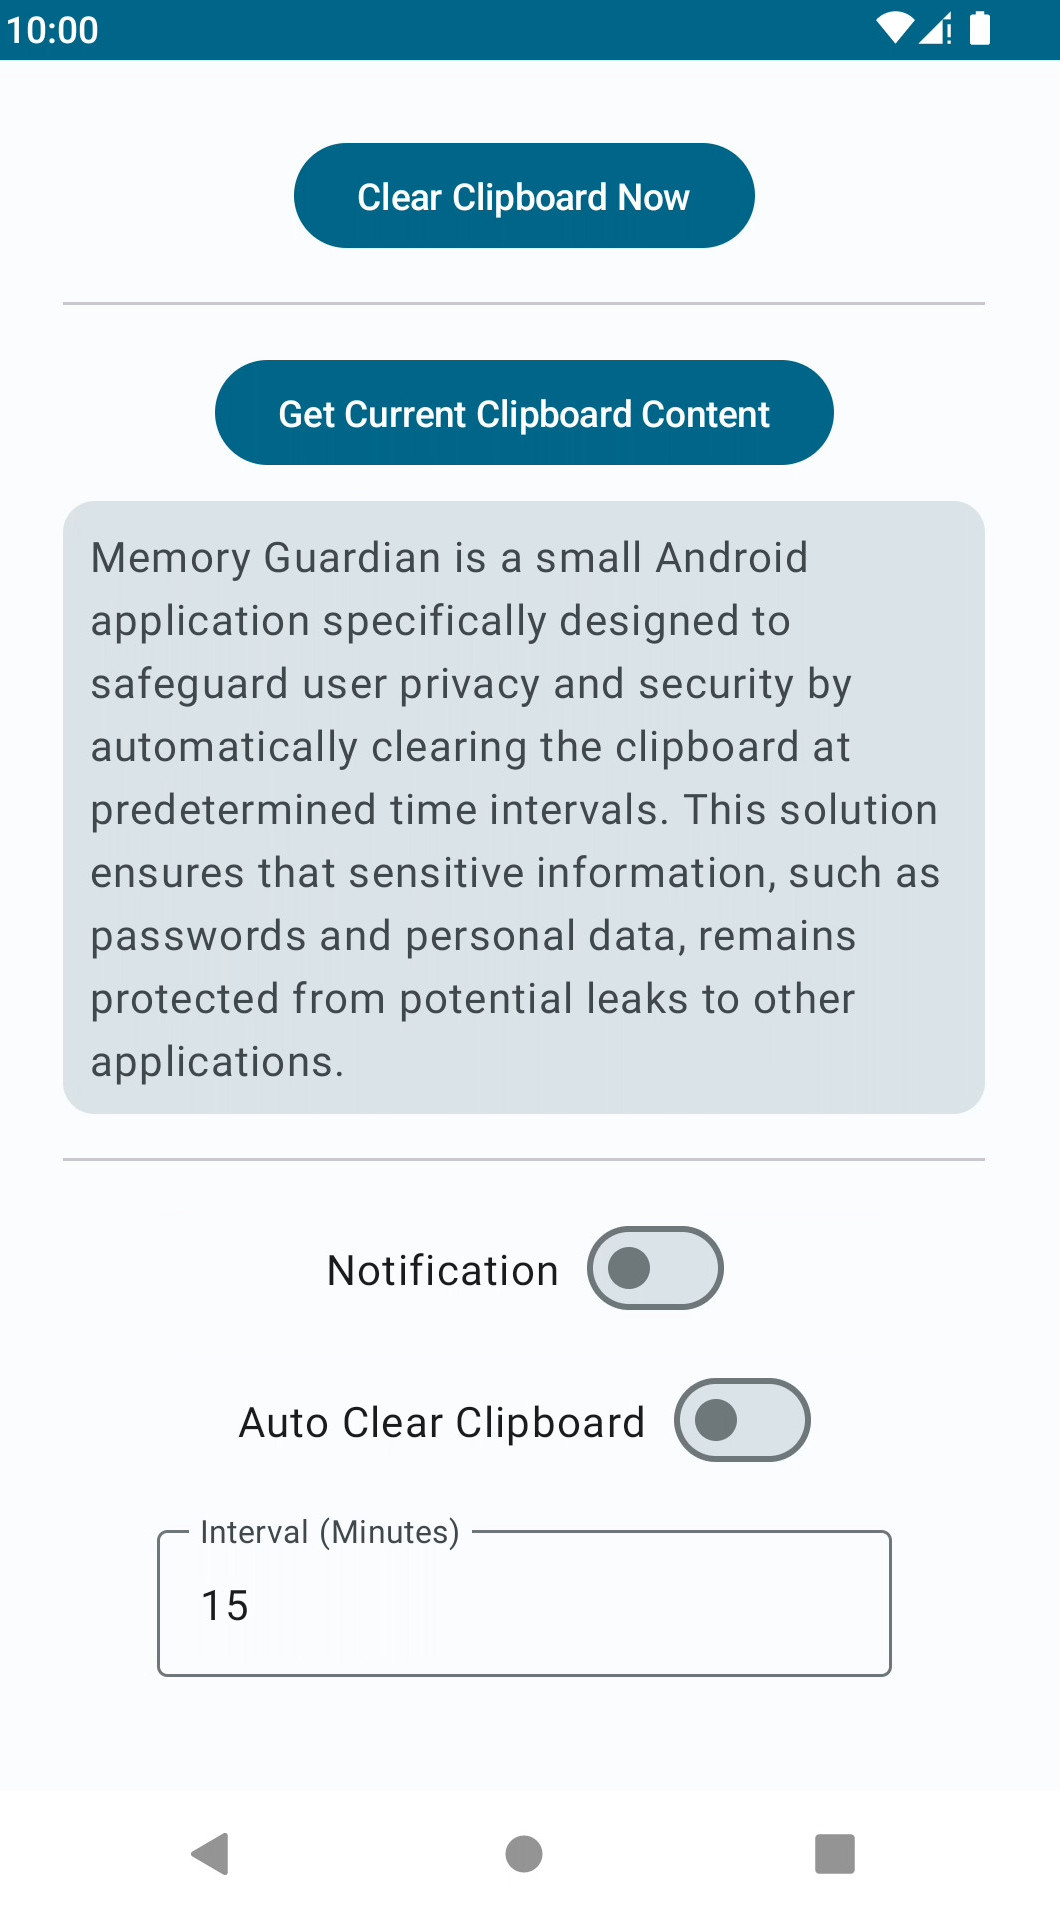 10:00
Clear Clipboard Now
Get Current Clipboard Content
Memory Guardian is a small Android
application specifically designed to
safeguard user privacy and security by
automatically clearing the clipboard at
predetermined time intervals. This solution
ensures that sensitive information, such as
passwords and personal data, remains
protected from potential leaks to other
applications.
Notification
Auto Clear Clipboard
Interval (Minutes)
15